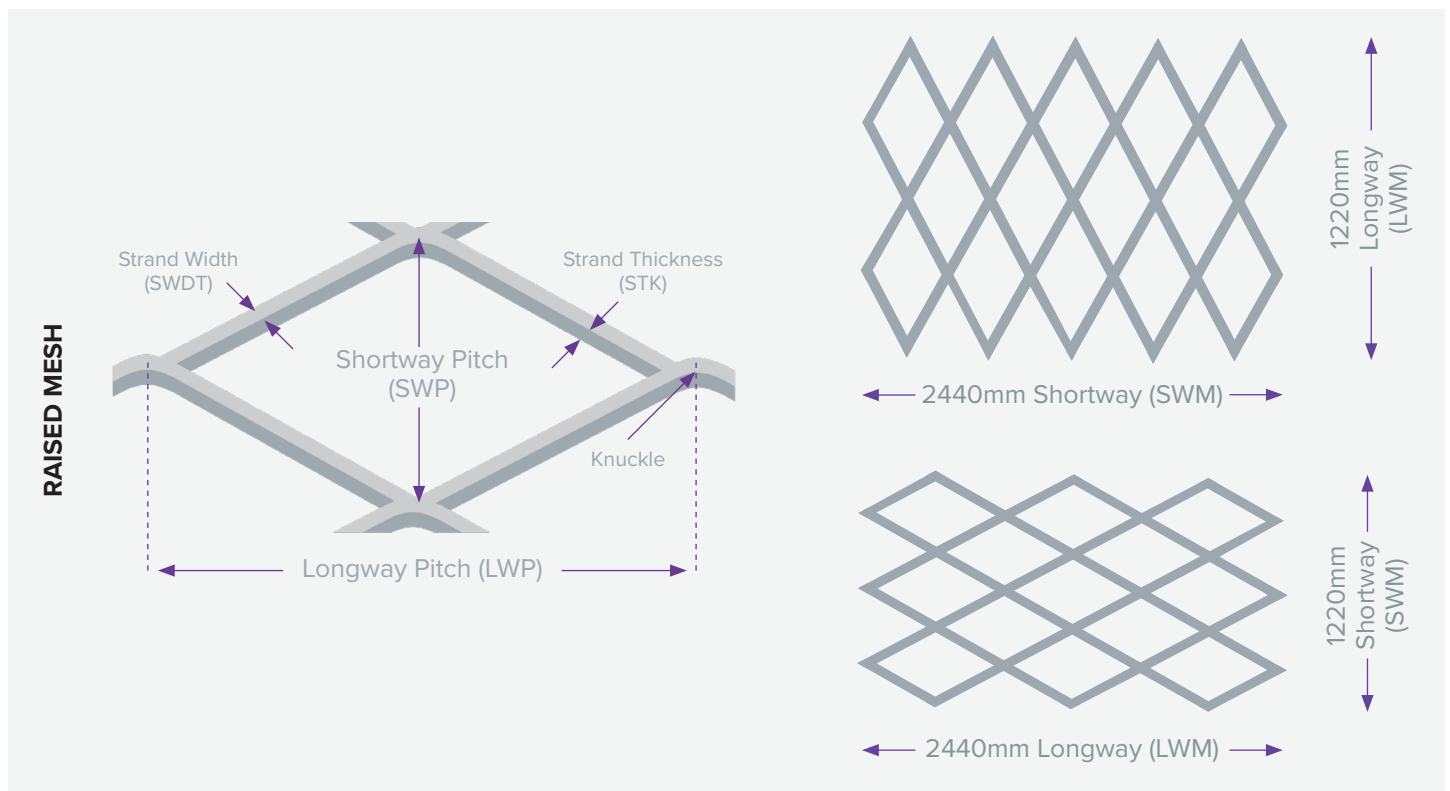 RAISED MESH
Strand Width
(SWDT)
Strand Thickness
(STK)
Shortway Pitch
(SWP)
Knuckle
Longway Pitch (LWP)
1220mm
Longway
(LWM)
2440mm Shortway (SWM)
1220mm
Shortway
(SWM)
2440mm Longway (LWM)